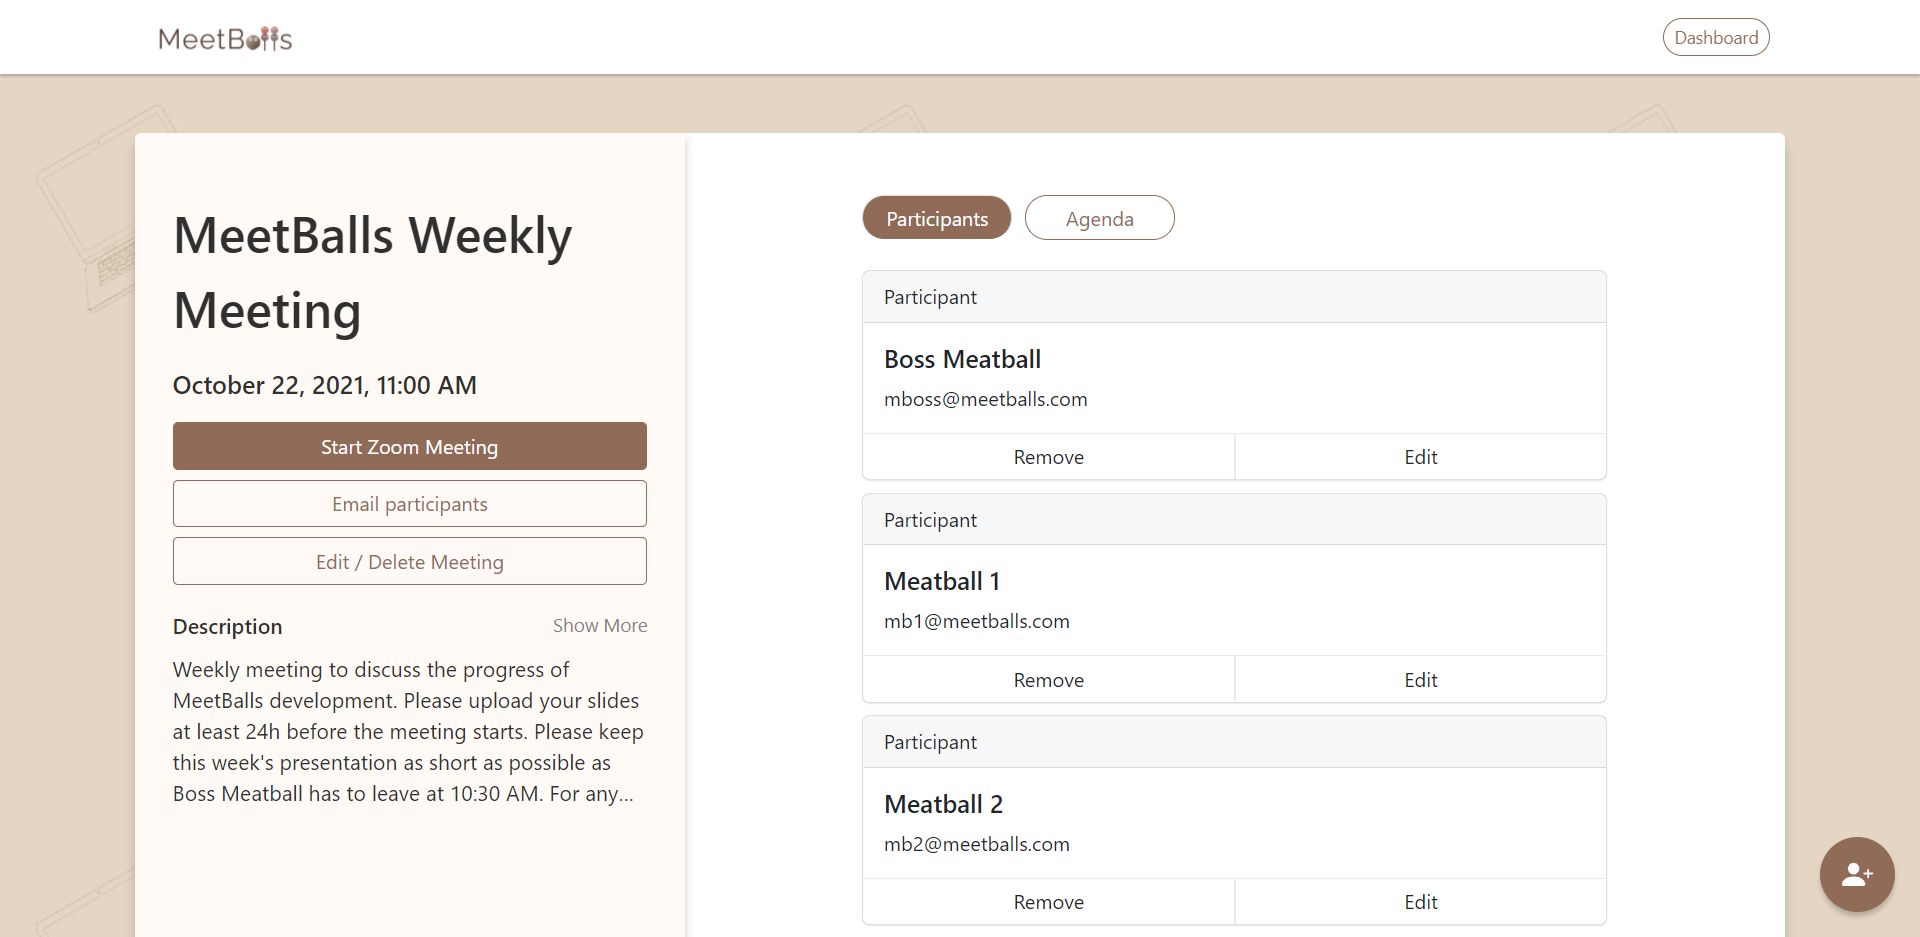 MeetBalls
Dashboard
MeetBalls Weekly
Meeting
October 22, 2021, 11:00 AM
Start Zoom Meeting
Email participants
Edit / Delete Meeting
Description
Show More
Weekly meeting to discuss the progress of
MeetBalls development. Please upload your slides
at least 24h before the meeting starts. Please keep
this week's presentation as short as possible as
Boss Meatball has to leave at 10:30 AM. For any...
Participants
Agenda
Participant
Boss Meatball
mboss@meetballs.com
Remove
Edit
Participant
Meatball 1
mb1@meetballs.com
Remove
Edit
Participant
Meatball 2
mb2@meetballs.com
Remove
Edit